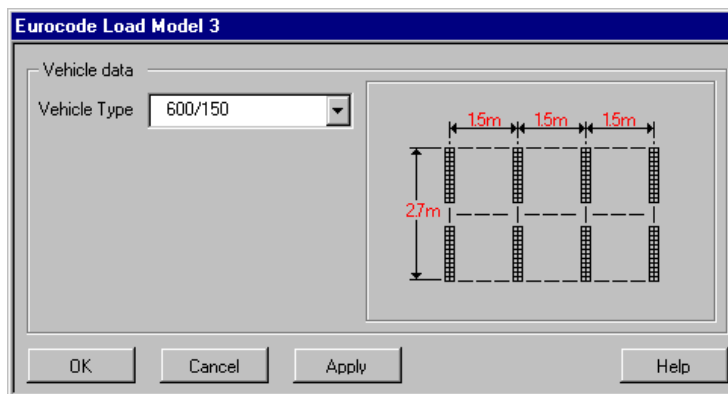 Eurocode Load Model 3
Vehicle data
Vehicle Type 600/150
1.5m 1.5m 1.5m
2.7m
OK Cancel Apply Help